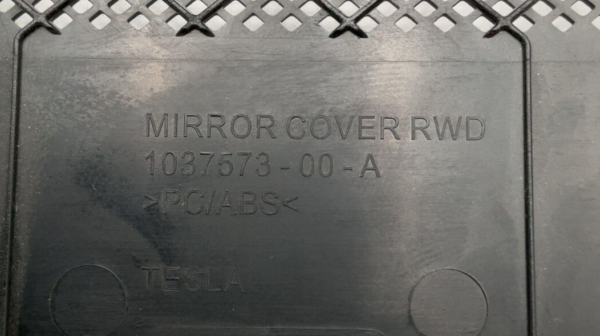 MIRROR COVER RWD
1037573-00-A
>PC/ABS<
TESLA